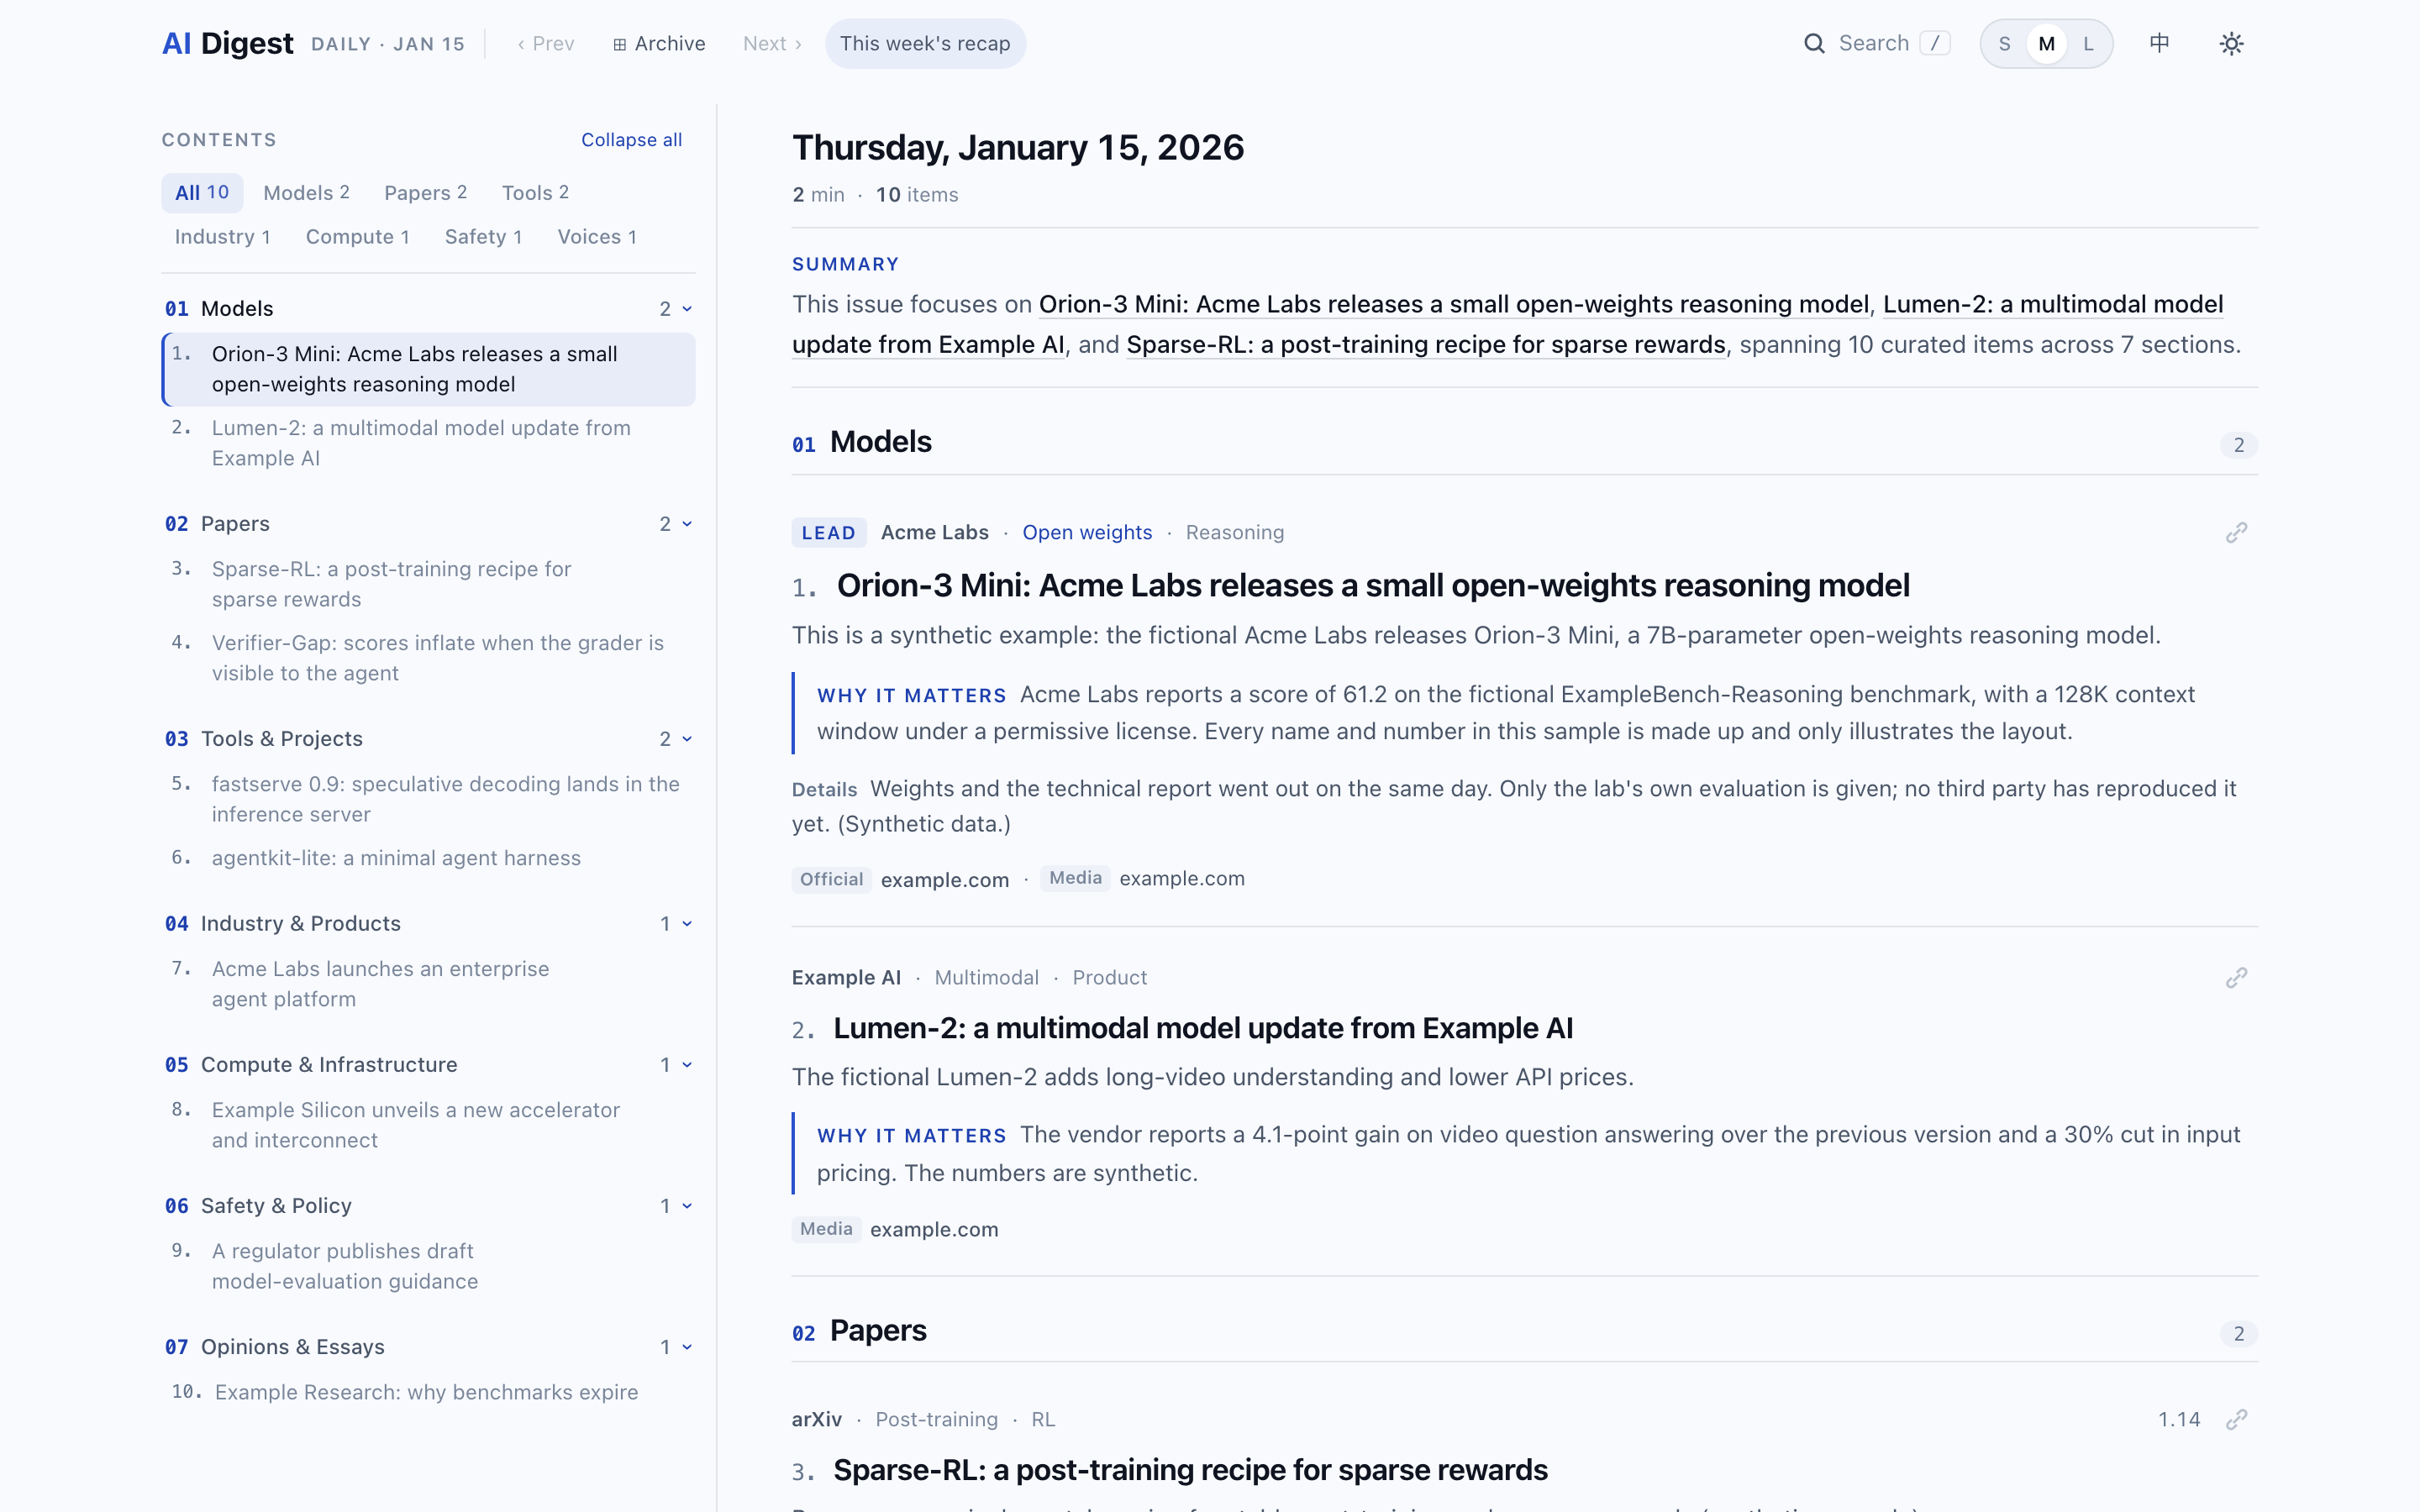 AI Digest DAILY · JAN 15 ‹ Prev Archive Next › This week's recap Search / S M L 中
CONTENTS Collapse all
All 10 Models 2 Papers 2 Tools 2
Industry 1 Compute 1 Safety 1 Voices 1
01 Models 2
1. Orion-3 Mini: Acme Labs releases a small
open-weights reasoning model
2. Lumen-2: a multimodal model update from
Example AI
02 Papers 2
3. Sparse-RL: a post-training recipe for
sparse rewards
4. Verifier-Gap: scores inflate when the grader is
visible to the agent
03 Tools & Projects 2
5. fastserve 0.9: speculative decoding lands in the
inference server
6. agentkit-lite: a minimal agent harness
04 Industry & Products 1
7. Acme Labs launches an enterprise
agent platform
05 Compute & Infrastructure 1
8. Example Silicon unveils a new accelerator
and interconnect
06 Safety & Policy 1
9. A regulator publishes draft
model-evaluation guidance
07 Opinions & Essays 1
10. Example Research: why benchmarks expire
Thursday, January 15, 2026
2 min · 10 items
SUMMARY
This issue focuses on Orion-3 Mini: Acme Labs releases a small open-weights reasoning model, Lumen-2: a multimodal model
update from Example AI, and Sparse-RL: a post-training recipe for sparse rewards, spanning 10 curated items across 7 sections.
01 Models 2
LEAD Acme Labs · Open weights · Reasoning
1. Orion-3 Mini: Acme Labs releases a small open-weights reasoning model
This is a synthetic example: the fictional Acme Labs releases Orion-3 Mini, a 7B-parameter open-weights reasoning model.
WHY IT MATTERS Acme Labs reports a score of 61.2 on the fictional ExampleBench-Reasoning benchmark, with a 128K context
window under a permissive license. Every name and number in this sample is made up and only illustrates the layout.
Details Weights and the technical report went out on the same day. Only the lab's own evaluation is given; no third party has reproduced it
yet. (Synthetic data.)
Official example.com · Media example.com
Example AI · Multimodal · Product
2. Lumen-2: a multimodal model update from Example AI
The fictional Lumen-2 adds long-video understanding and lower API prices.
WHY IT MATTERS The vendor reports a 4.1-point gain on video question answering over the previous version and a 30% cut in input
pricing. The numbers are synthetic.
Media example.com
02 Papers 2
arXiv · Post-training · RL 1.14
3. Sparse-RL: a post-training recipe for sparse rewards